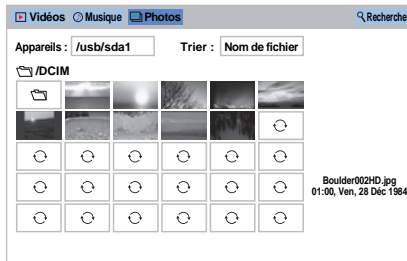 Vidéos Musique Photos Recherche
Appareils : /usb/sda1 Trier : Nom de fichier
/DCIM
Boulder002HD.jpg
01:00, Ven, 28 Déc 1984